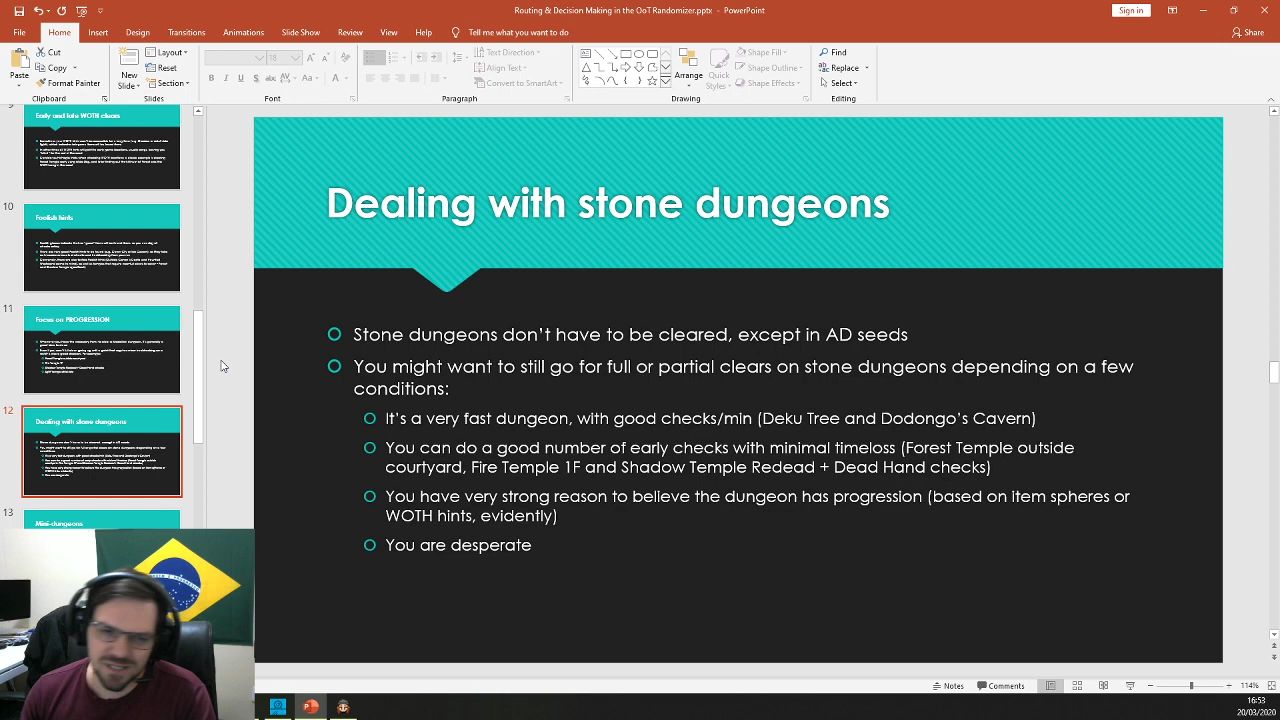 Routing & Decision Making in the OoT Randomizer.pptx - PowerPoint
Sign in
File Home Insert Design Transitions Animations Slide Show Review View Help Tell me what you want to do
Share
Paste
Cut
Copy
Format Painter
Clipboard
New Slide
Layout
Reset
Section
Slides
18
B I U S abc AV Aa A
Font
Text Direction
Align Text
Convert to SmartArt
Paragraph
Arrange
Quick Styles
Shape Fill
Shape Outline
Shape Effects
Drawing
Find
Replace
Select
Editing
9
Early and late WOTH clears
10
Foolish hints
11
Focus on PROGRESSION
12
Dealing with stone dungeons
13
Mini-dungeons
Dealing with stone dungeons
Stone dungeons don't have to be cleared, except in AD seeds
You might want to still go for full or partial clears on stone dungeons depending on a few
conditions:
It's a very fast dungeon, with good checks/min (Deku Tree and Dodongo's Cavern)
You can do a good number of early checks with minimal timeloss (Forest Temple outside
courtyard, Fire Temple 1F and Shadow Temple Redead + Dead Hand checks)
You have very strong reason to believe the dungeon has progression (based on item spheres or
WOTH hints, evidently)
You are desperate
Notes
Comments
114%
16:53
20/03/2020